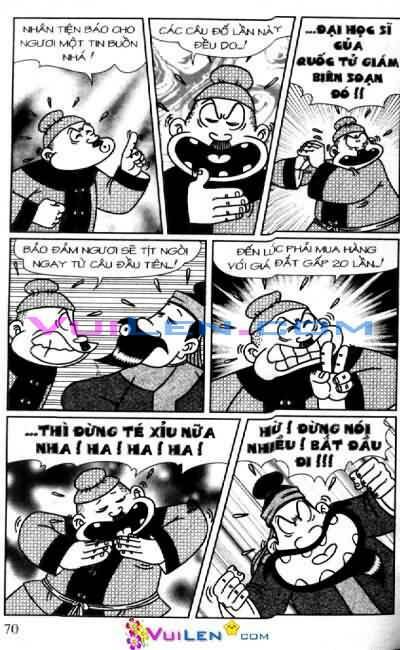 NHÂN TIỆN BÁO CHO
NGƯƠI MỘT TIN BUỒN
NHÁ!
CÁC CÂU ĐỐ LẦN NÀY
ĐỀU DO...!
...ĐẠI HỌC SĨ
CỦA
QUỐC TỬ GIÁM
BIÊN SOẠN
ĐÓ!!
BẢO ĐẢM NGƯƠI SẼ TỊT NGÒI
NGAY TỪ CÂU ĐẦU TIÊN...!
ĐẾN LÚC PHẢI MUA HÀNG
VỚI GIÁ ĐẮT GẤP 20 LẦN...!
VUILEN.COM
...THÌ ĐỪNG TÉ XỈU NỮA
NHA! HA! HA! HA!
HỪ! ĐỪNG NÓI
NHIỀU! BẮT ĐẦU
ĐI!!!
70
VUILEN.COM